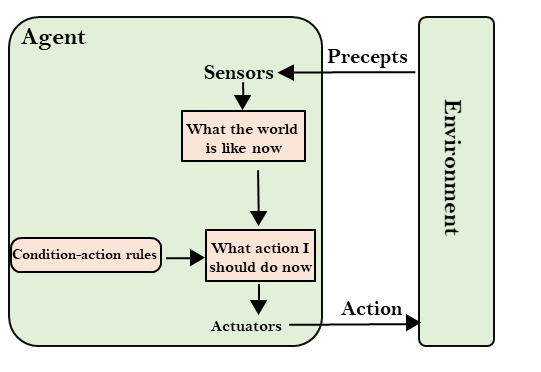 Agent
Precepts
Sensors
What the world
is like now
Environment
Condition-action rules
What action I
should do now
Action
Actuators